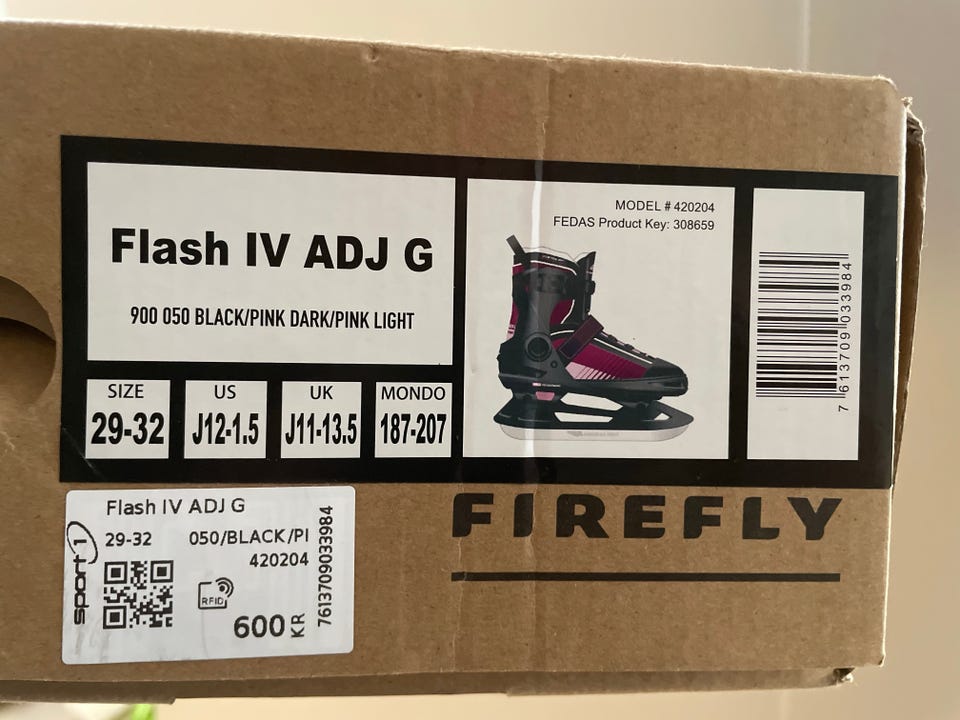 Flash IV ADJ G
900 050 BLACK/PINK DARK/PINK LIGHT
SIZE
29-32
US
J12-1.5
UK
J11-13.5
MONDO
187-207
MODEL # 420204
FEDAS Product Key: 308659
7 613709 033984
FIREFLY
sport1
Flash IV ADJ G
29-32 050/BLACK/PI
420204
RFID
600 KR
7613709033984